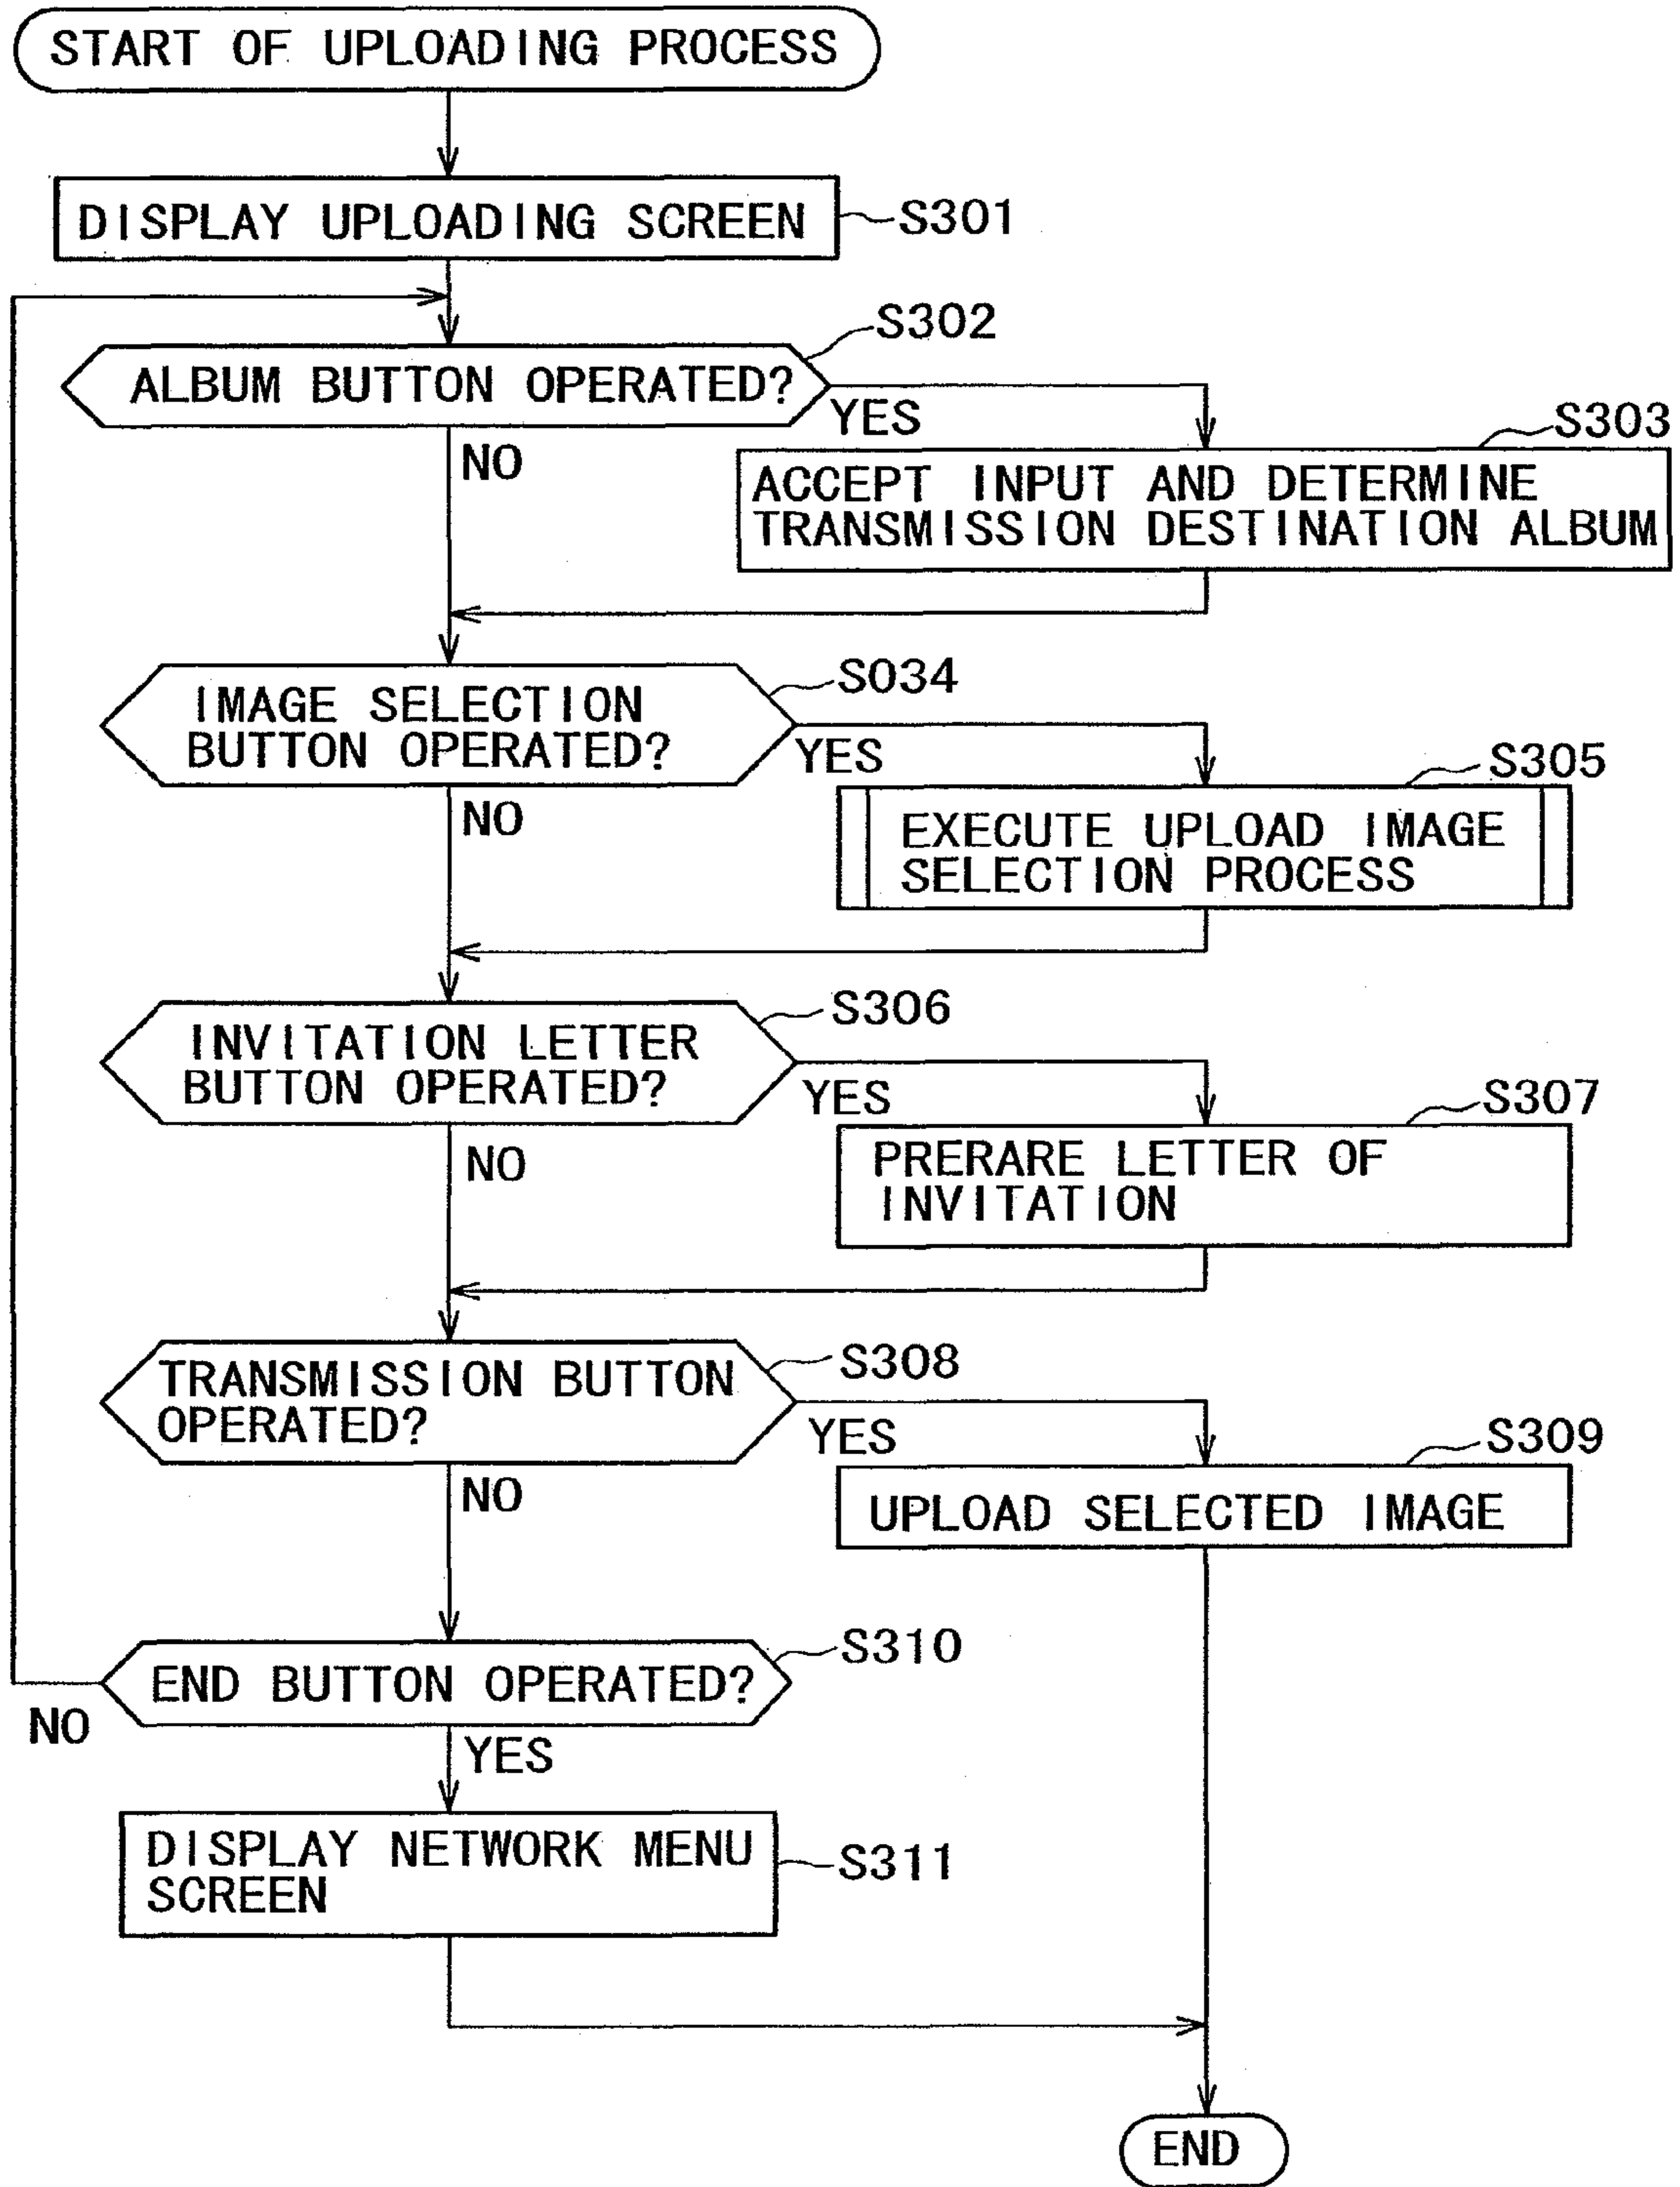 START OF UPLOADING PROCESS
DISPLAY UPLOADING SCREEN
S301
S302
ALBUM BUTTON OPERATED?
YES
NO
S303
ACCEPT INPUT AND DETERMINE
TRANSMISSION DESTINATION ALBUM
S034
IMAGE SELECTION
BUTTON OPERATED?
YES
NO
S305
EXECUTE UPLOAD IMAGE
SELECTION PROCESS
S306
INVITATION LETTER
BUTTON OPERATED?
YES
NO
S307
PRERARE LETTER OF
INVITATION
S308
TRANSMISSION BUTTON
OPERATED?
YES
NO
S309
UPLOAD SELECTED IMAGE
S310
END BUTTON OPERATED?
NO
YES
DISPLAY NETWORK MENU
SCREEN
S311
END